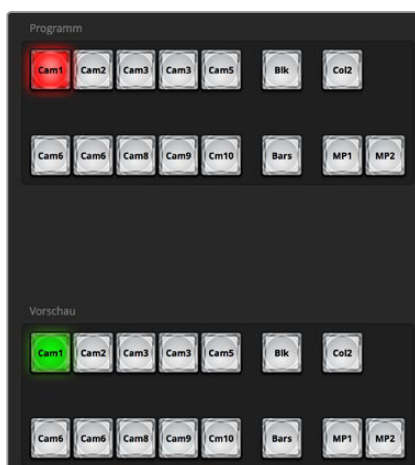 Programm
Cam1 Cam2 Cam3 Cam3 Cam5 Blk Col2
Cam6 Cam6 Cam8 Cam9 Cm10 Bars MP1 MP2
Vorschau
Cam1 Cam2 Cam3 Cam3 Cam5 Blk Col2
Cam6 Cam6 Cam8 Cam9 Cm10 Bars MP1 MP2